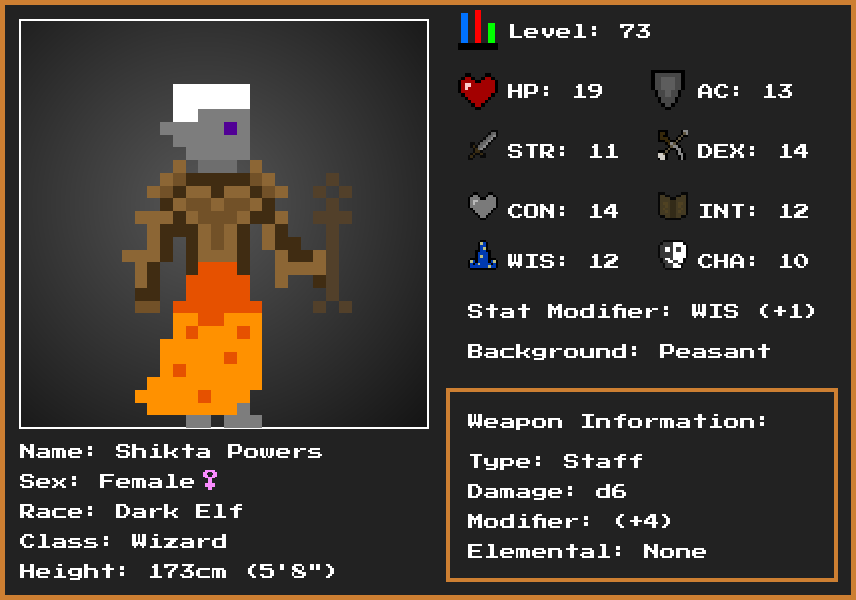 Level: 73
HP: 19
AC: 13
STR: 11
DEX: 14
CON: 14
INT: 12
WIS: 12
CHA: 10
Stat Modifier: WIS (+1)
Background: Peasant
Weapon Information:
Type: Staff
Damage: d6
Modifier: (+4)
Elemental: None
Name: Shikta Powers
Sex: Female♀
Race: Dark Elf
Class: Wizard
Height: 173cm (5'8")